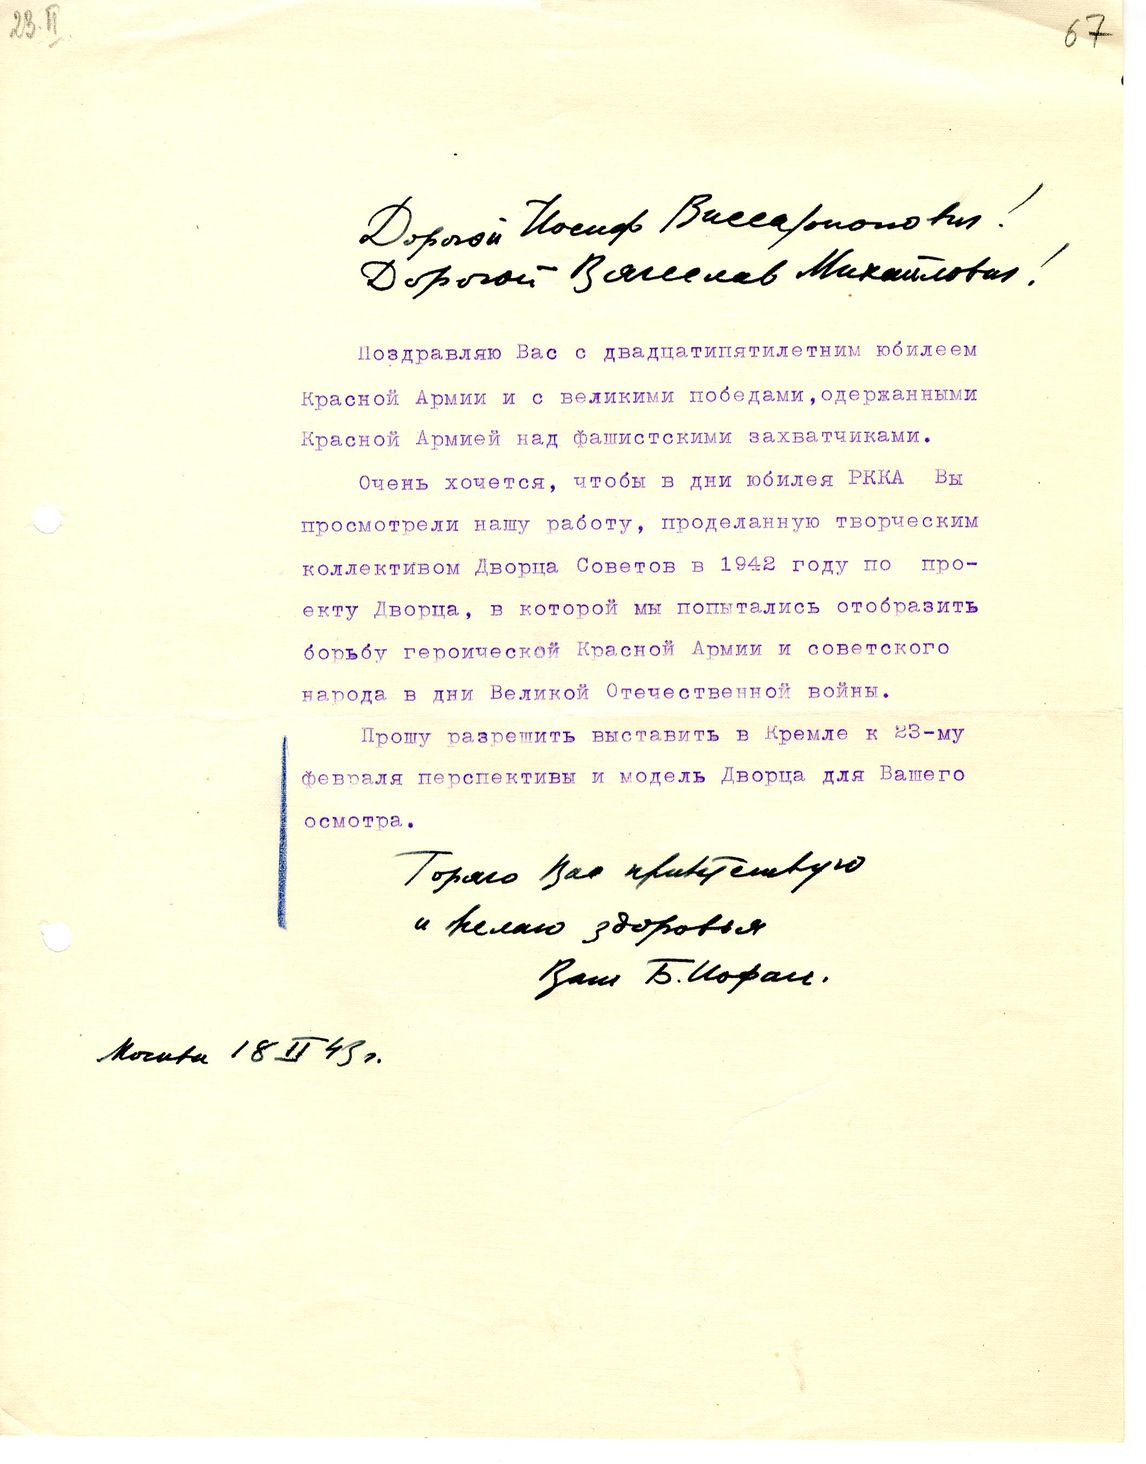 23.II.
67
Дорогой Иосиф Виссарионович!
Дорогой Вячеслав Михайлович!
Поздравляю Вас с двадцатипятилетним юбилеем
Красной Армии и с великими победами,одержанными
Красной Армией над фашистскими захватчиками.
Очень хочется, чтобы в дни юбилея РККА Вы
просмотрели нашу работу, проделанную творческим
коллективом Дворца Советов в 1942 году по про-
екту Дворца, в которой мы попытались отобразить
борьбу героической Красной Армии и советского
народа в дни Великой Отечественной войны.
Прошу разрешить выставить в Кремле к 23-му
февраля перспективы и модель Дворца для Вашего
осмотра.
Горячо Вас приветствую
и желаю здоровья
Ваш Б. Иофан.
Москва 18 II 43 г.